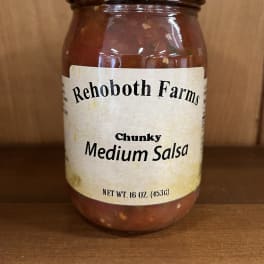 Rehoboth Farms
Chunky
Medium Salsa
NET WT. 16 OZ. (453G)